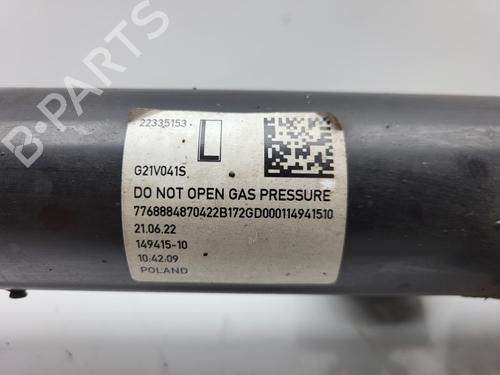 B-PARTS
22335153
L
G21V041S
DO NOT OPEN GAS PRESSURE
7768884870422B172GD000114941510
21.06.22
149415-10
10:42:09
POLAND